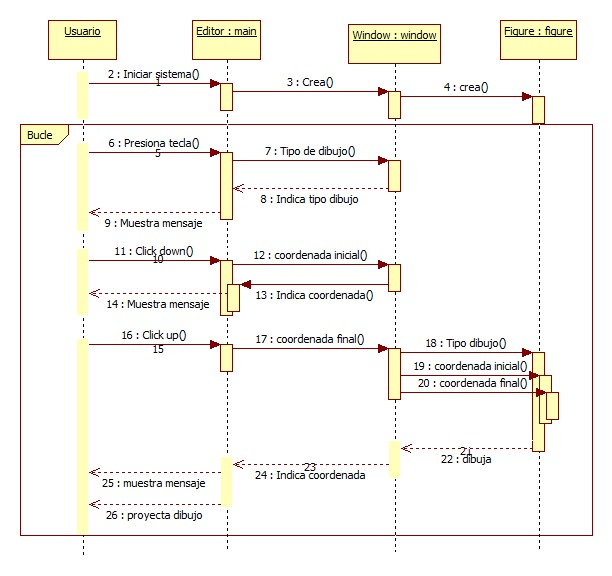 Usuario
Editor : main
Window : window
Figure : figure
2 : Iniciar sistema()
1
3 : Crea()
4 : crea()
Bucle
6 : Presiona tecla()
5
7 : Tipo de dibujo()
8 : Indica tipo dibujo
9 : Muestra mensaje
11 : Click down()
10
12 : coordenada inicial()
13 : Indica coordenada()
14 : Muestra mensaje
16 : Click up()
15
17 : coordenada final()
18 : Tipo dibujo()
19 : coordenada inicial()
20 : coordenada final()
21
22 : dibuja
23
24 : Indica coordenada
25 : muestra mensaje
26 : proyecta dibujo